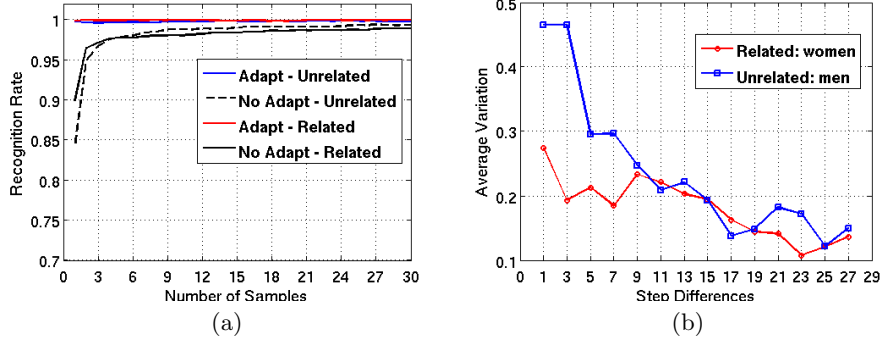 Recognition Rate
1
0.95
0.9
0.85
0.8
0.75
0.7
0 3 6 9 12 15 18 21 24 27 30
Number of Samples
Adapt - Unrelated
No Adapt - Unrelated
Adapt - Related
No Adapt - Related
(a)
Average Variation
0.5
0.4
0.3
0.2
0.1
0 1 3 5 7 9 11 13 15 17 19 21 23 25 27 29
Step Differences
Related: women
Unrelated: men
(b)